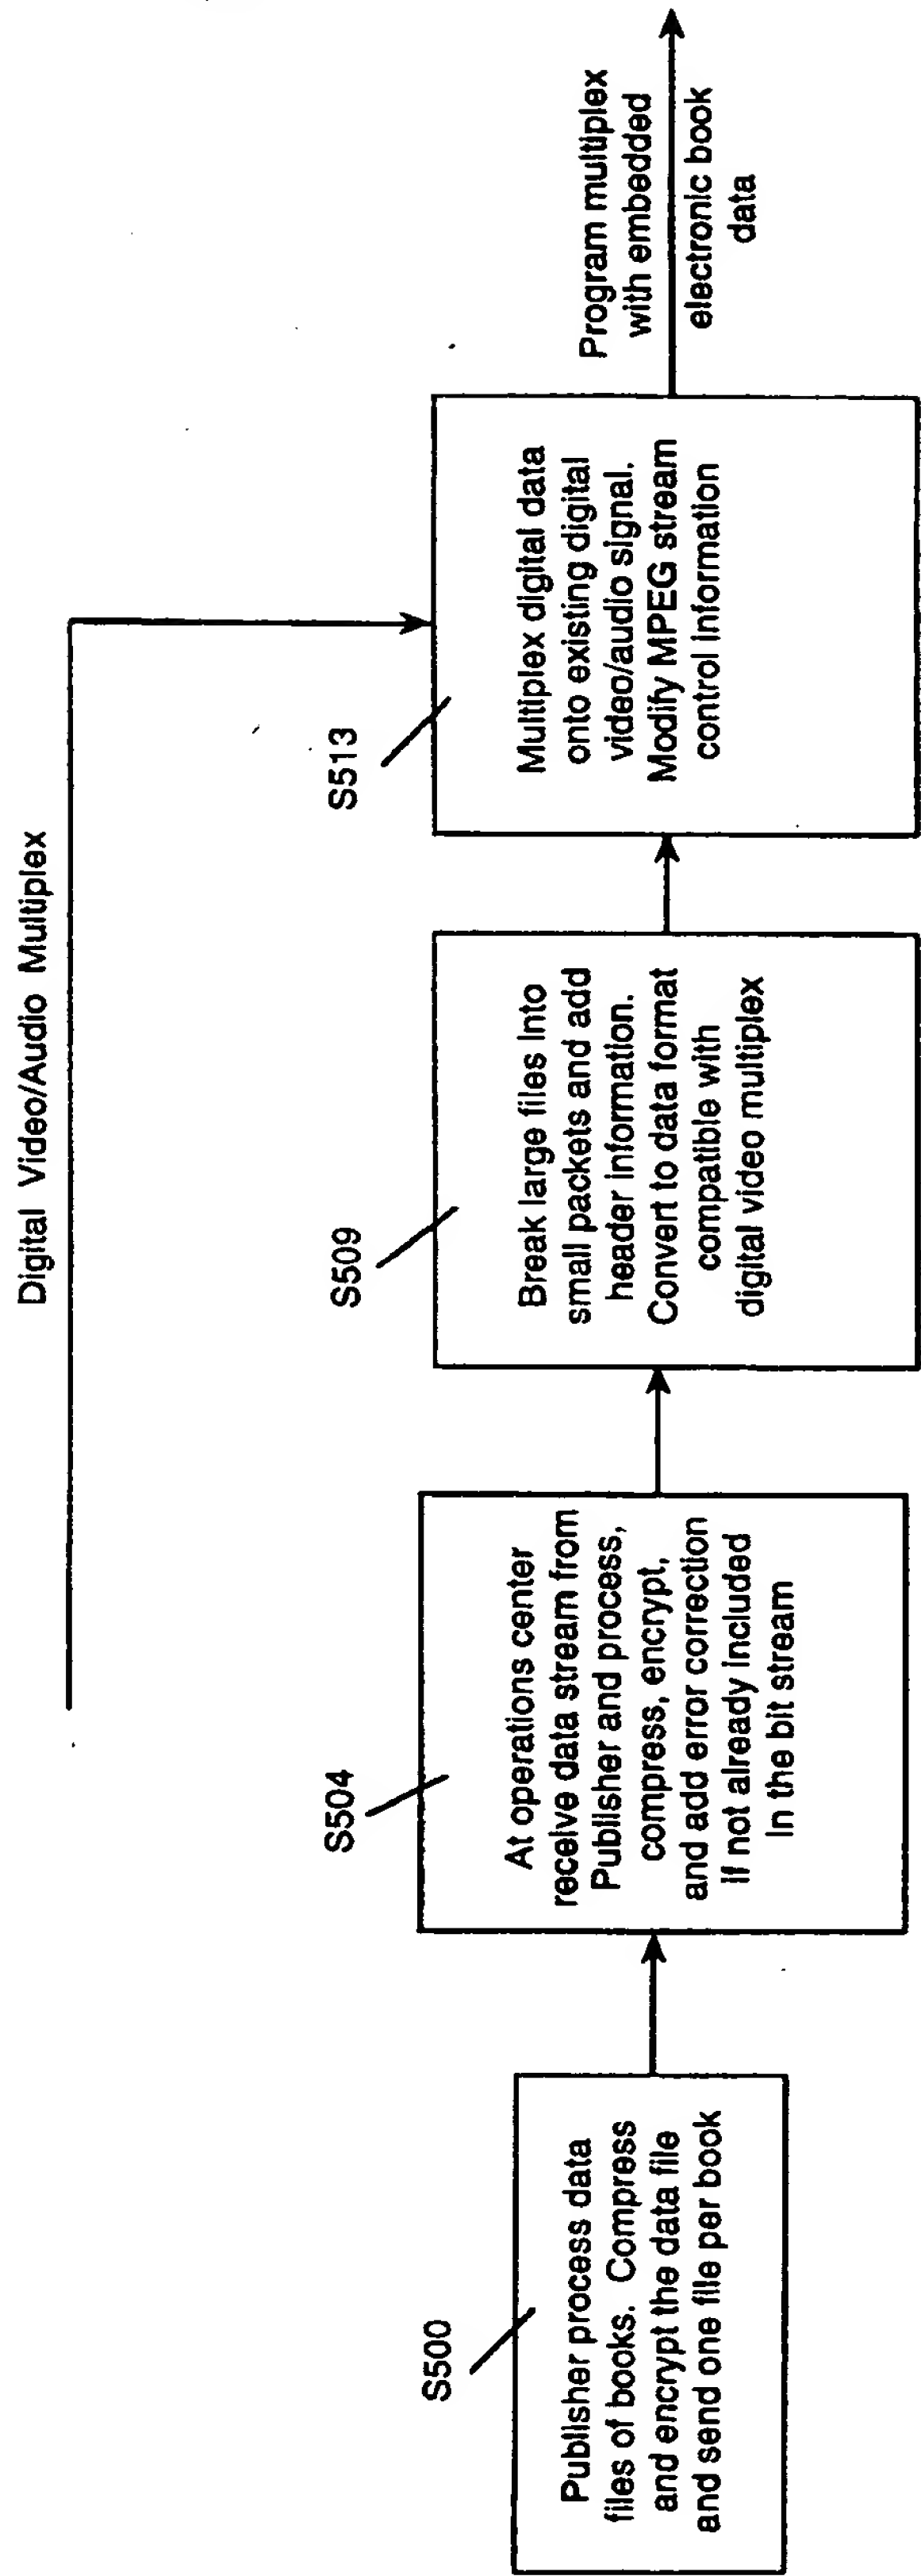 Digital Video/Audio Multiplex
S500
Publisher process data
files of books. Compress
and encrypt the data file
and send one file per book
S504
At operations center
receive data stream from
Publisher and process,
compress, encrypt,
and add error correction
If not already included
In the bit stream
S509
Break large files Into
small packets and add
header information.
Convert to data format
compatible with
digital video multiplex
S513
Multiplex digital data
onto existing digital
video/audio signal.
Modify MPEG stream
control information
Program multiplex
with embedded
electronic book
data